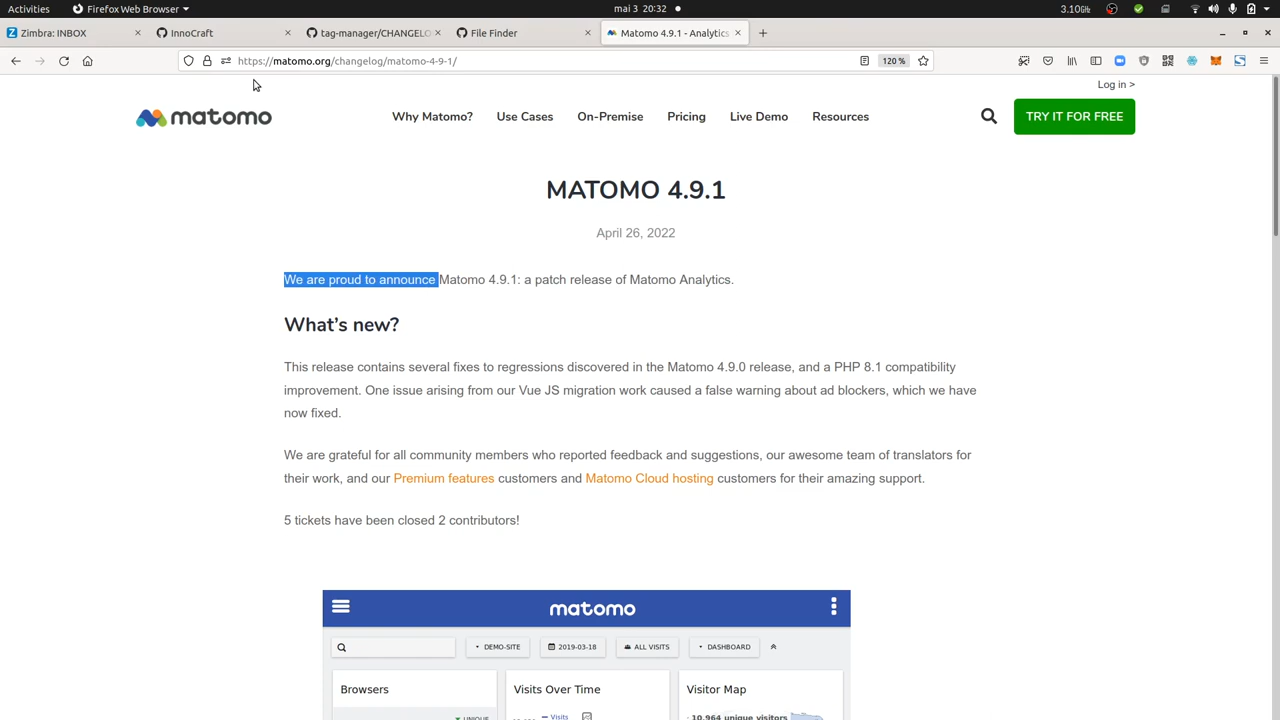 Activities
Firefox Web Browser
mai 3 20:32
3.10GHz
Zimbra: INBOX
InnoCraft
tag-manager/CHANGELO
File Finder
Matomo 4.9.1 - Analytics
https://matomo.org/changelog/matomo-4-9-1/
120 %
Log in >
matomo
Why Matomo?
Use Cases
On-Premise
Pricing
Live Demo
Resources
TRY IT FOR FREE
MATOMO 4.9.1
April 26, 2022
We are proud to announce Matomo 4.9.1: a patch release of Matomo Analytics.
What's new?
This release contains several fixes to regressions discovered in the Matomo 4.9.0 release, and a PHP 8.1 compatibility
improvement. One issue arising from our Vue JS migration work caused a false warning about ad blockers, which we have
now fixed.
We are grateful for all community members who reported feedback and suggestions, our awesome team of translators for
their work, and our Premium features customers and Matomo Cloud hosting customers for their amazing support.
5 tickets have been closed 2 contributors!
matomo
DEMO-SITE
2019-03-18
ALL VISITS
DASHBOARD
Browsers
Visits Over Time
Visitor Map
UNIQUE
Visits
10,964 unique visitors